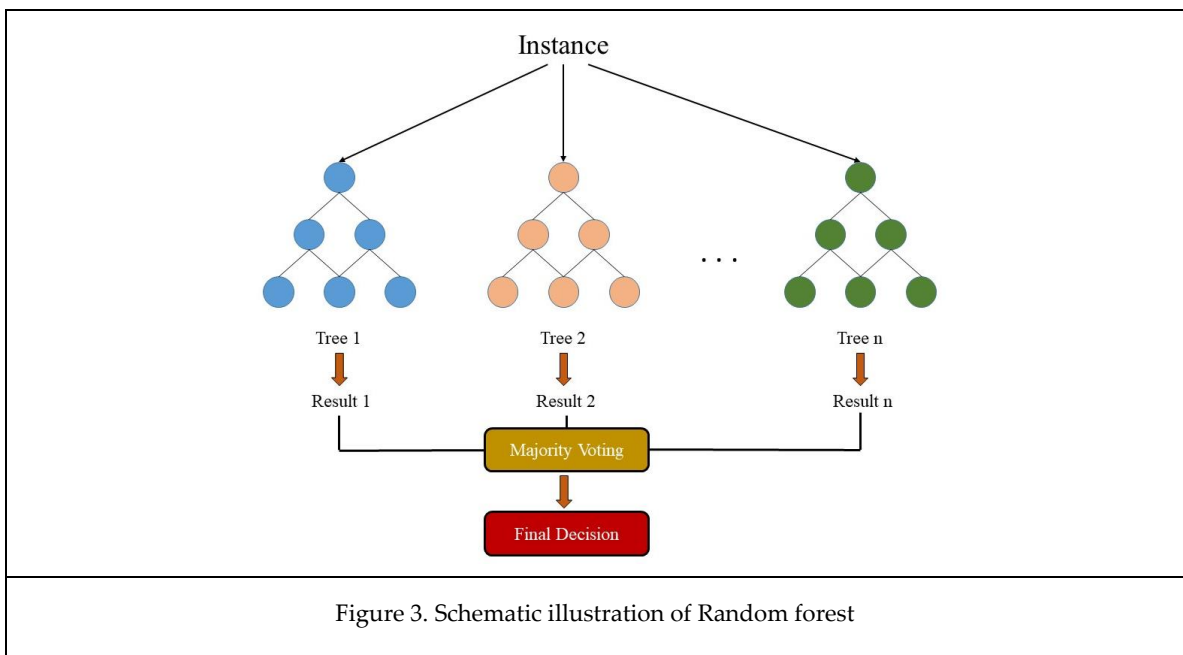 Instance
. . .
Tree 1
Tree 2
Tree n
Result 1
Result 2
Result n
Majority Voting
Final Decision
Figure 3. Schematic illustration of Random forest